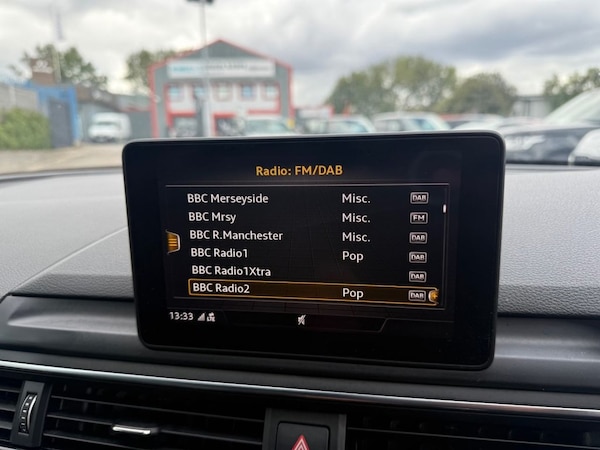 Radio: FM/DAB
BBC Merseyside Misc. DAB
BBC Mrsy Misc. FM
BBC R.Manchester Misc. DAB
BBC Radio1 Pop DAB
BBC Radio1Xtra DAB
BBC Radio2 Pop DAB
13:33 LTE